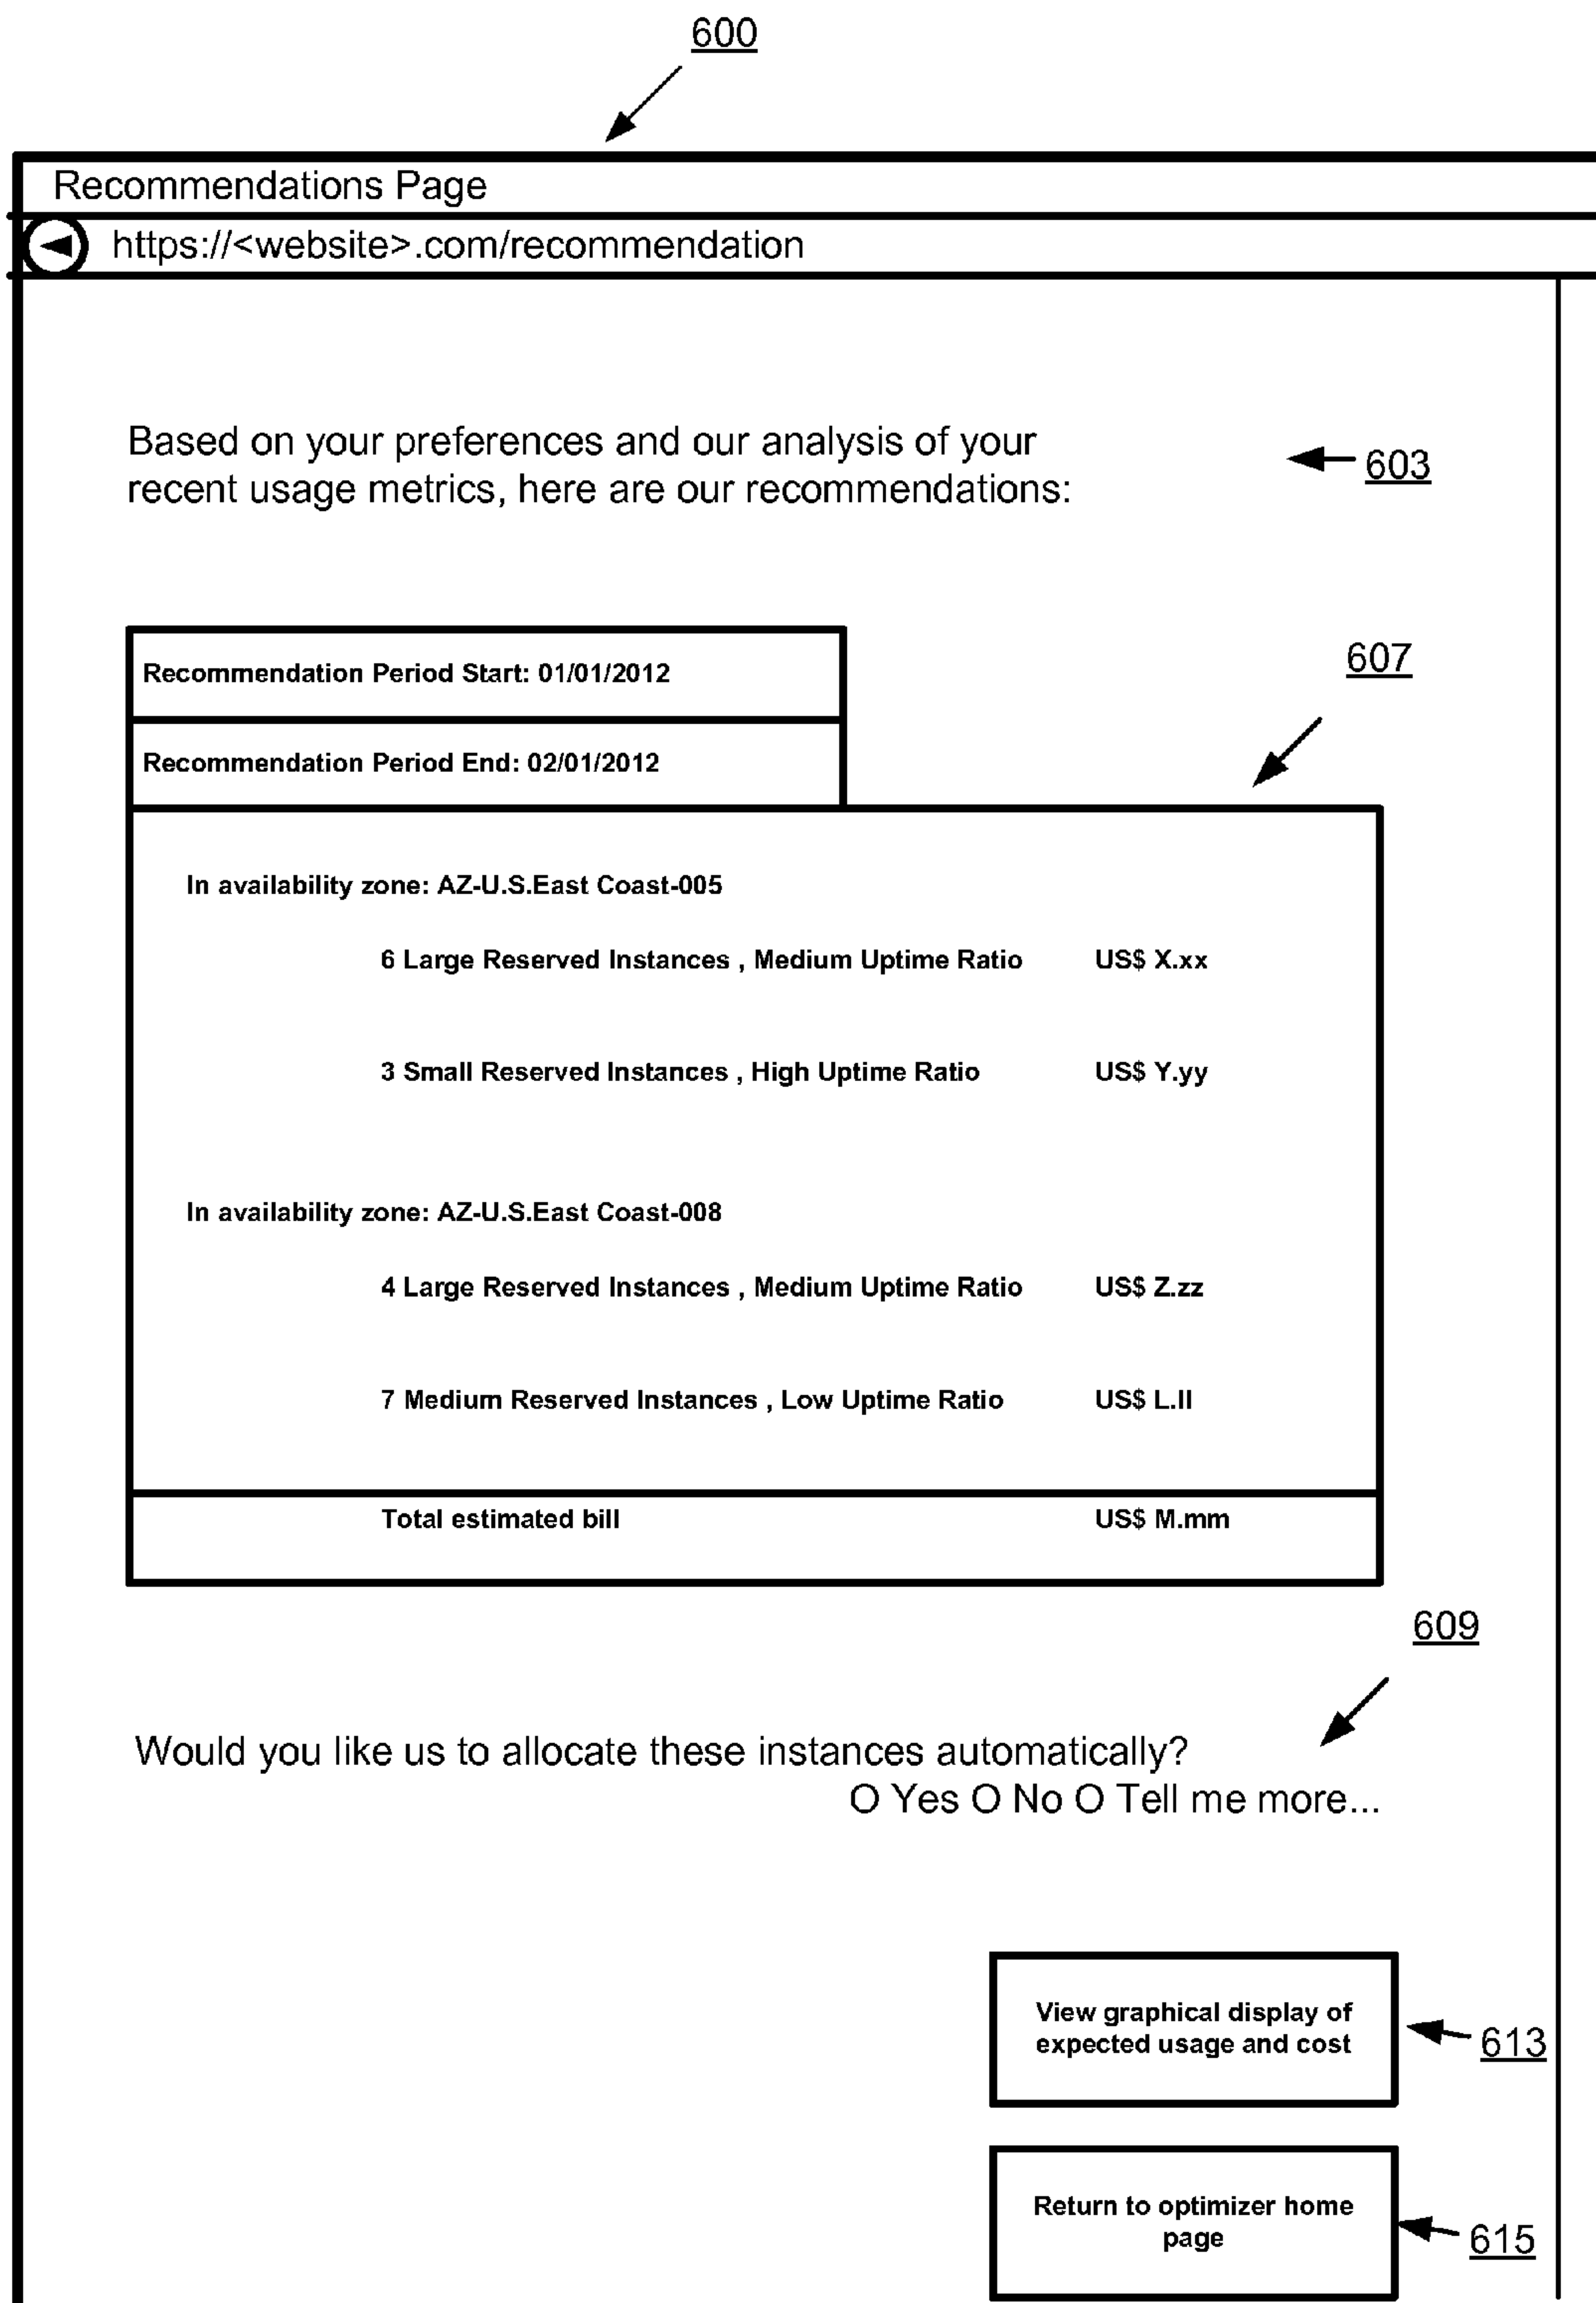 600
Recommendations Page
https://<website>.com/recommendation
Based on your preferences and our analysis of your
recent usage metrics, here are our recommendations:
603
Recommendation Period Start: 01/01/2012
607
Recommendation Period End: 02/01/2012
In availability zone: AZ-U.S.East Coast-005
6 Large Reserved Instances , Medium Uptime Ratio US$ X.xx
3 Small Reserved Instances , High Uptime Ratio US$ Y.yy
In availability zone: AZ-U.S.East Coast-008
4 Large Reserved Instances , Medium Uptime Ratio US$ Z.zz
7 Medium Reserved Instances , Low Uptime Ratio US$ L.ll
Total estimated bill US$ M.mm
609
Would you like us to allocate these instances automatically?
O Yes O No O Tell me more...
View graphical display of
expected usage and cost
613
Return to optimizer home
page
615